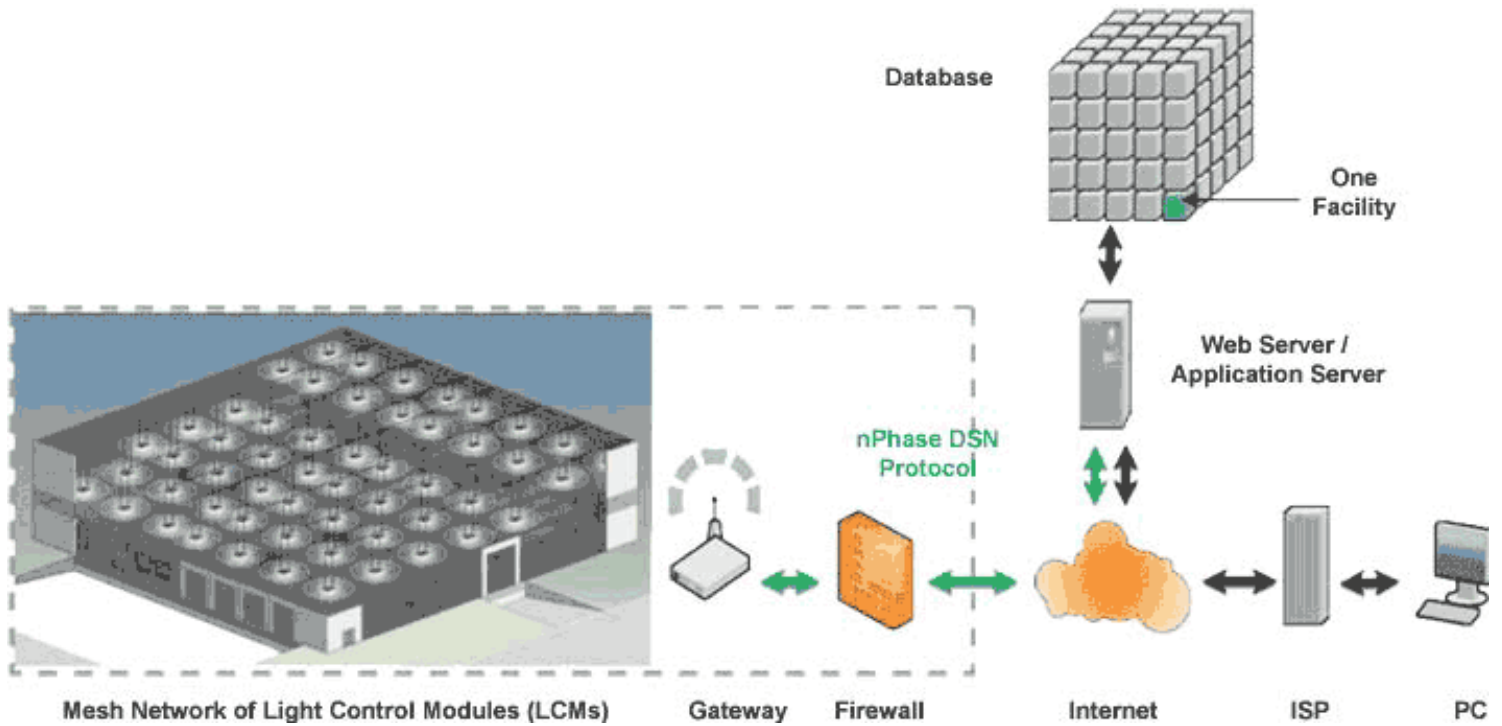 Database
One
Facility
Web Server /
Application Server
nPhase DSN
Protocol
Mesh Network of Light Control Modules (LCMs)
Gateway
Firewall
Internet
ISP
PC